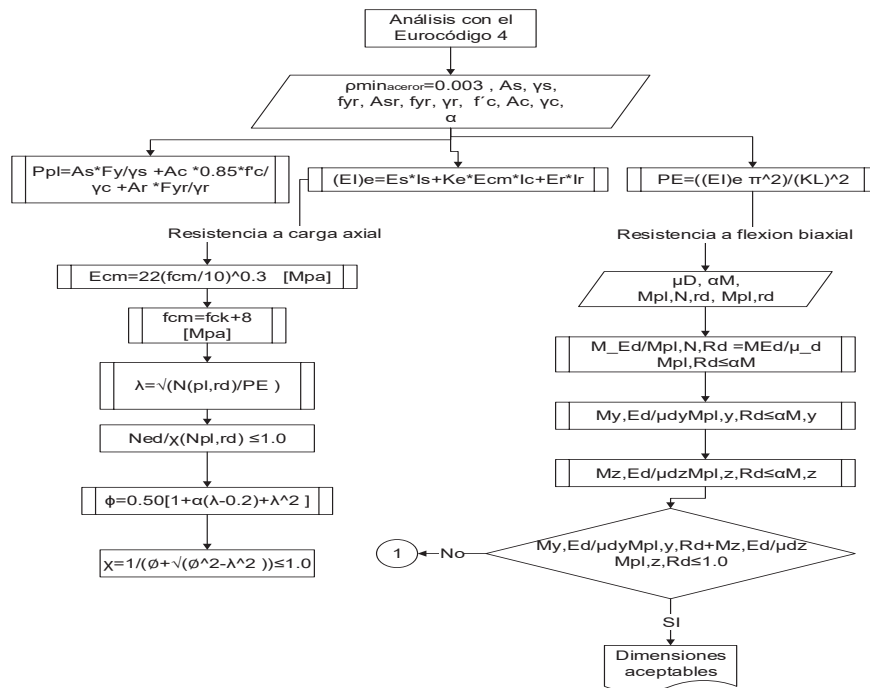 Análisis con el
Eurocódigo 4
ρminaceror=0.003 , As, γs,
fyr, Asr, fyr, γr, f´c, Ac, γc,
α
Ppl=As*Fy/γs +Ac *0.85*f'c/
γc +Ar *Fyr/γr
(EI)e=Es*Is+Ke*Ecm*Ic+Er*Ir
PE=((EI)e π^2)/(KL)^2
Resistencia a carga axial
Ecm=22(fcm/10)^0.3 [Mpa]
fcm=fck+8
[Mpa]
λ=√(N(pl,rd)/PE )
Ned/χ(Npl,rd) ≤1.0
ϕ=0.50[1+α(λ-0.2)+λ^2 ]
χ=1/(ø+√(ø^2-λ^2 ))≤1.0
Resistencia a flexion biaxial
μD, αM,
Mpl,N,rd, Mpl,rd
M_Ed/Mpl,N,Rd =MEd/μ_d
Mpl,Rd≤αM
My,Ed/μdyMpl,y,Rd≤αM,y
Mz,Ed/μdzMpl,z,Rd≤αM,z
My,Ed/μdyMpl,y,Rd+Mz,Ed/μdz
Mpl,z,Rd≤1.0
No
1
SI
Dimensiones
aceptables